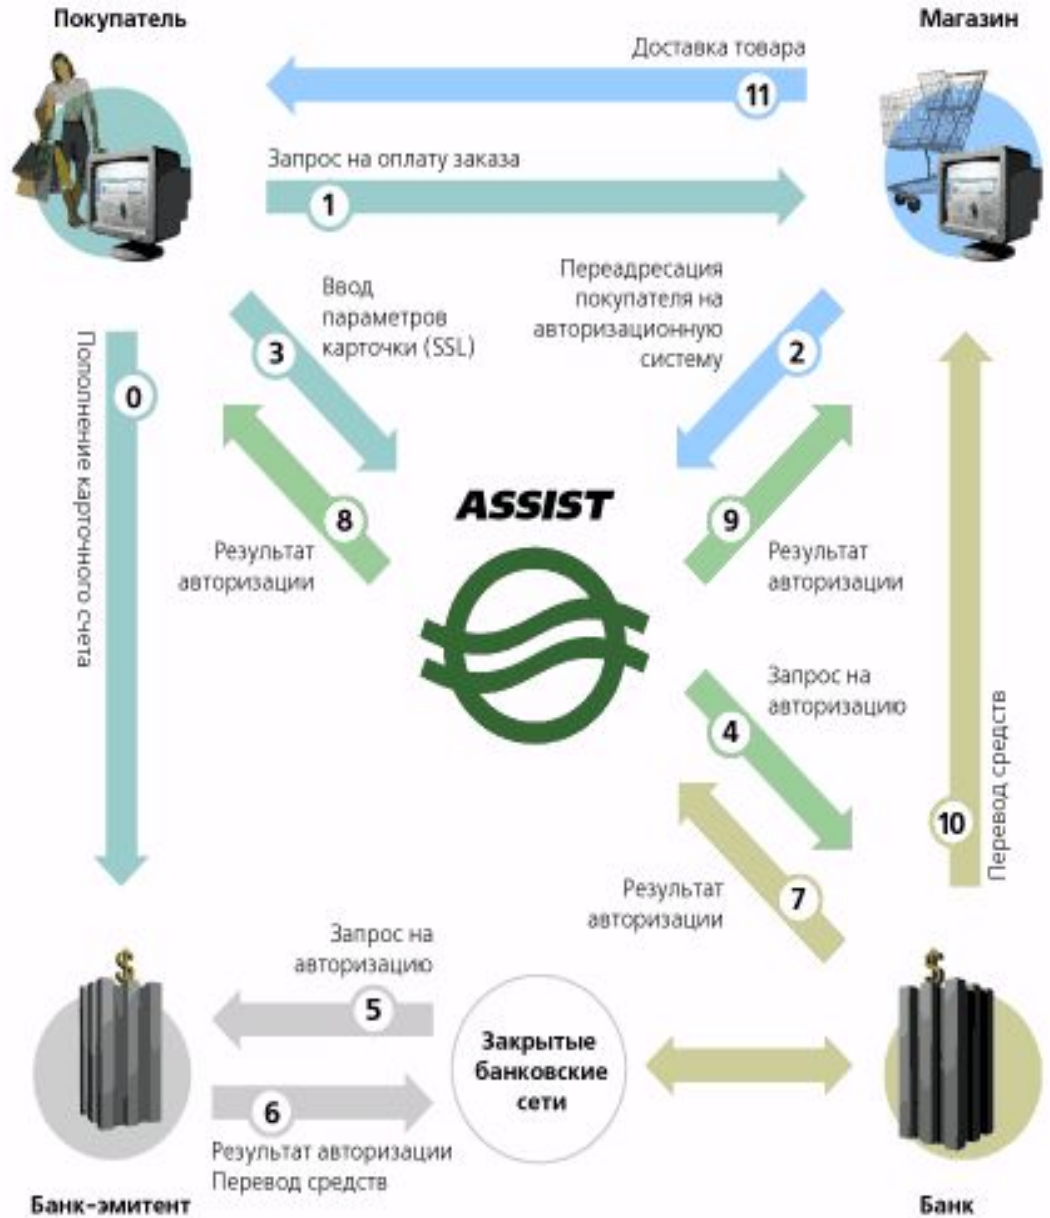 Покупатель
Магазин
Доставка товара
11
Запрос на оплату заказа
1
Ввод
параметров
карточки (SSL)
3
Переадресация
покупателя на
авторизационную
систему
2
Пополнение карточного счета
0
8
Результат
авторизации
ASSIST
9
Результат
авторизации
Запрос на
авторизацию
4
Перевод средств
10
Результат
авторизации
7
Запрос на
авторизацию
5
Закрытые
банковские
сети
6
Результат авторизации
Перевод средств
$
$
Банк-эмитент
Банк